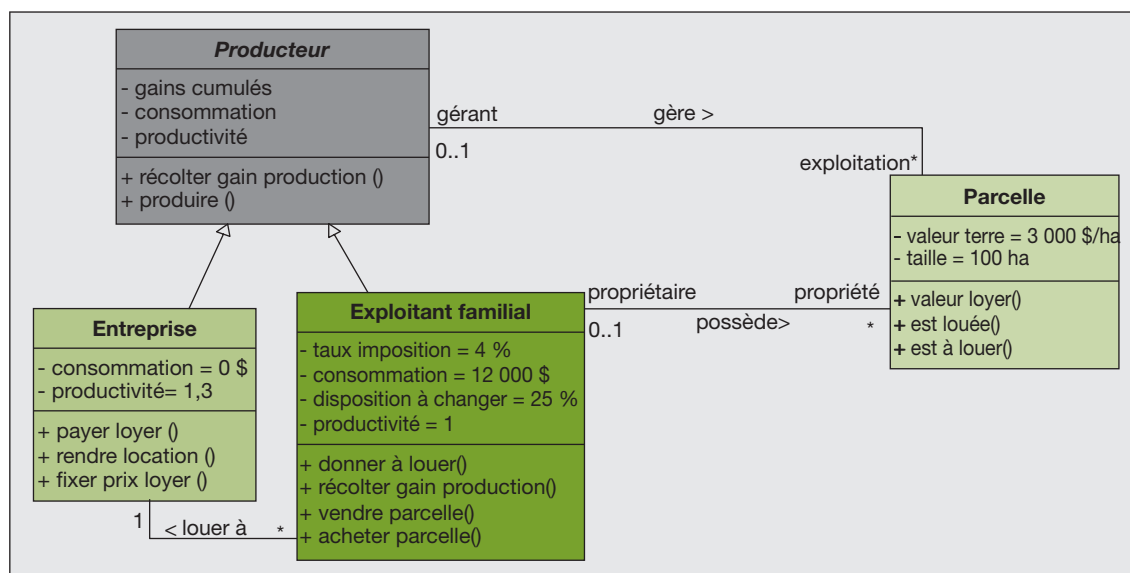 Producteur
- gains cumulés
- consommation
- productivité
+ récolter gain production ()
+ produire ()
gérant
gère >
0..1
exploitation*
Parcelle
- valeur terre = 3 000 $/ha
- taille = 100 ha
+ valeur loyer()
+ est louée()
+ est à louer()
propriétaire
propriété
0..1
possède>
*
Entreprise
- consommation = 0 $
- productivité= 1,3
+ payer loyer ()
+ rendre location ()
+ fixer prix loyer ()
Exploitant familial
- taux imposition = 4 %
- consommation = 12 000 $
- disposition à changer = 25 %
- productivité = 1
+ donner à louer()
+ récolter gain production()
+ vendre parcelle()
+ acheter parcelle()
1
< louer à
*